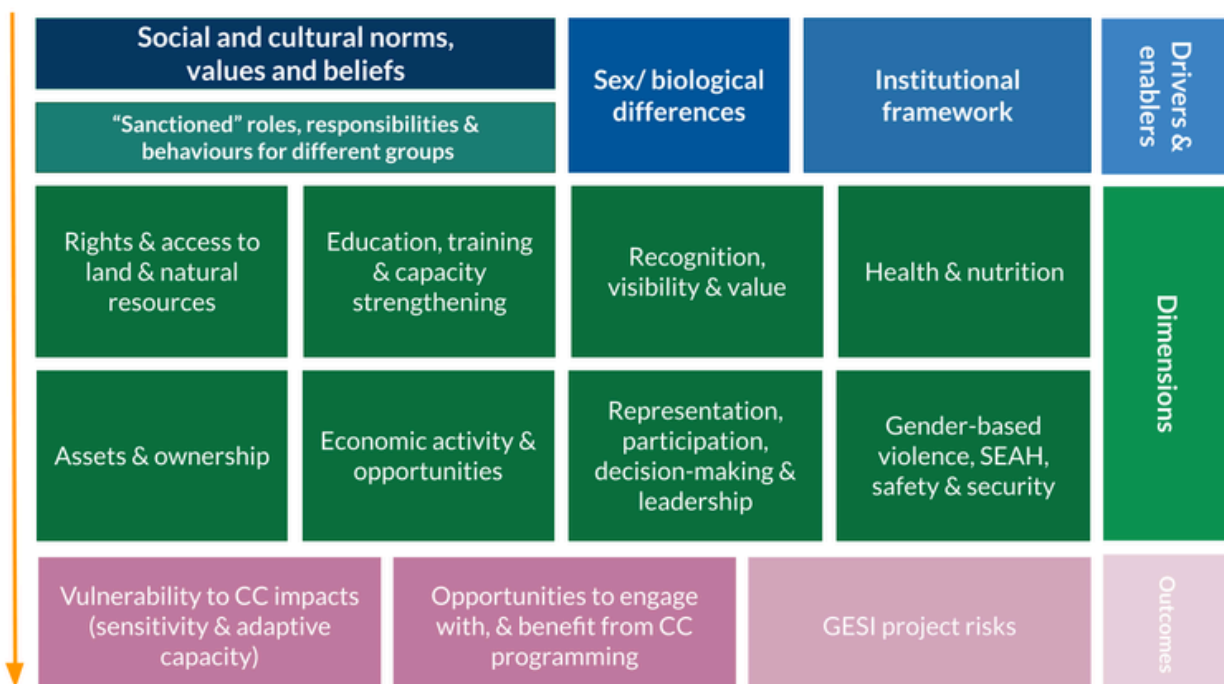 Social and cultural norms,
values and beliefs
“Sanctioned” roles, responsibilities &
behaviours for different groups
Sex/ biological
differences
Institutional
framework
Drivers &
enablers
Rights & access to
land & natural
resources
Education, training
& capacity
strengthening
Recognition,
visibility & value
Health & nutrition
Dimensions
Assets & ownership
Economic activity &
opportunities
Representation,
participation,
decision-making &
leadership
Gender-based
violence, SEAH,
safety & security
Vulnerability to CC impacts
(sensitivity & adaptive
capacity)
Opportunities to engage
with, & benefit from CC
programming
GESI project risks
Outcomes